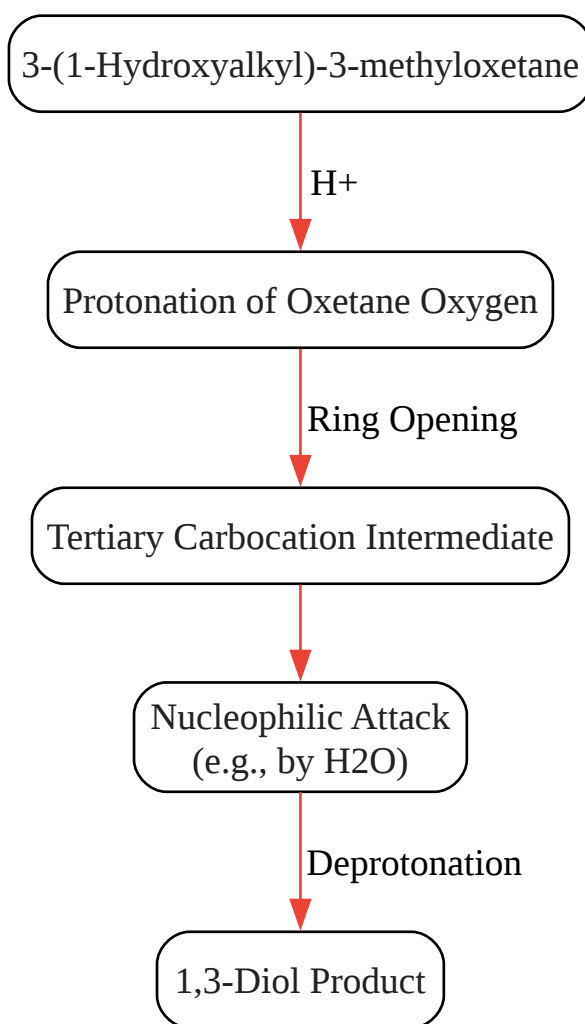 3-(1-Hydroxyalkyl)-3-methyloxetane
H+
Protonation of Oxetane Oxygen
Ring Opening
Tertiary Carbocation Intermediate
Nucleophilic Attack
(e.g., by H2O)
Deprotonation
1,3-Diol Product